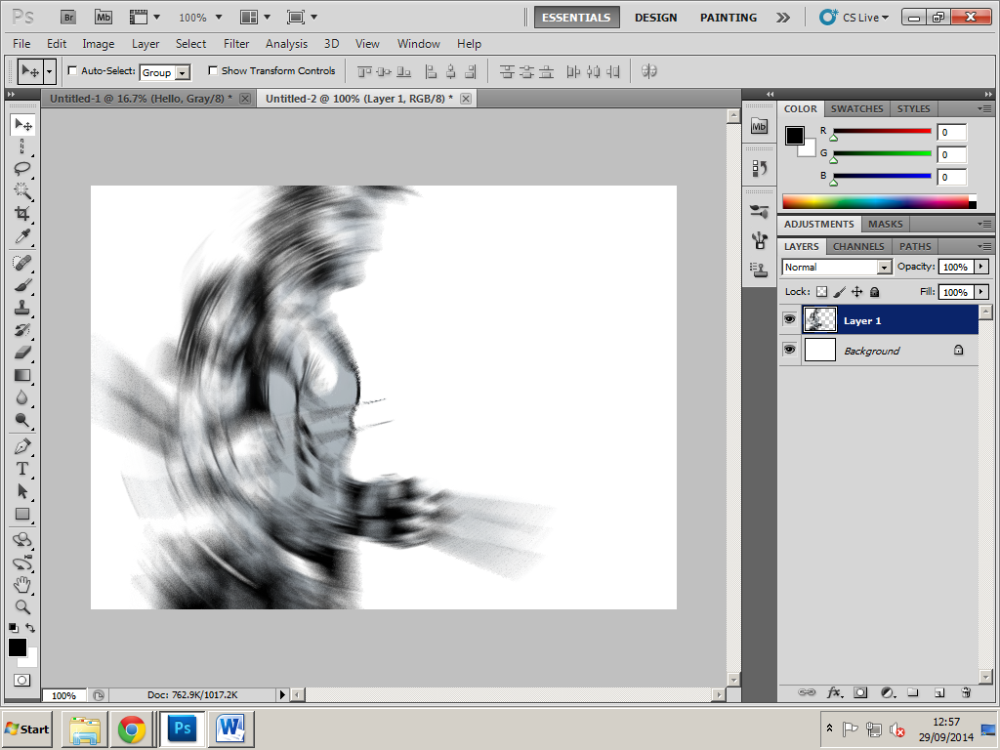 Ps Br Mb 100% ESSENTIALS DESIGN PAINTING CS Live
File Edit Image Layer Select Filter Analysis 3D View Window Help
Auto-Select: Group Show Transform Controls
Untitled-1 @ 16.7% (Hello, Gray/8) * Untitled-2 @ 100% (Layer 1, RGB/8) *
Mb
COLOR SWATCHES STYLES
R 0
G 0
B 0
ADJUSTMENTS MASKS
LAYERS CHANNELS PATHS
Normal Opacity: 100%
Lock: Fill: 100%
Layer 1
Background
T
100% Doc: 762.9K/1017.2K
fx
Start Ps W 12:57
29/09/2014